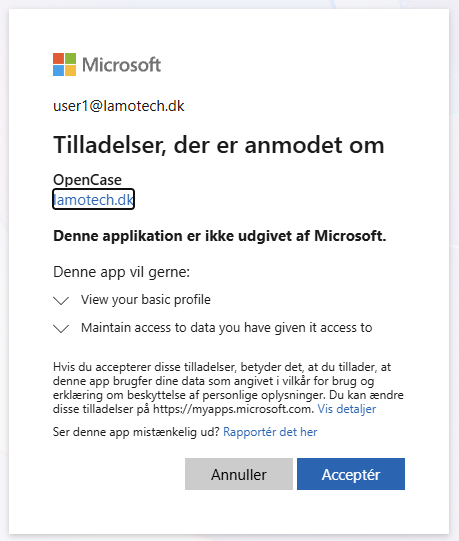 Microsoft
user1@lamotech.dk
Tilladelser, der er anmodet om
OpenCase
lamotech.dk
Denne applikation er ikke udgivet af Microsoft.
Denne app vil gerne:
View your basic profile
Maintain access to data you have given it access to
Hvis du accepterer disse tilladelser, betyder det, at du tillader, at
denne app brugfer dine data som angivet i vilkår for brug og
erklæring om beskyttelse af personlige oplysninger. Du kan ændre
disse tilladelser på https://myapps.microsoft.com. Vis detaljer
Ser denne app mistænkelig ud? Rapportér det her
Annuller
Acceptér